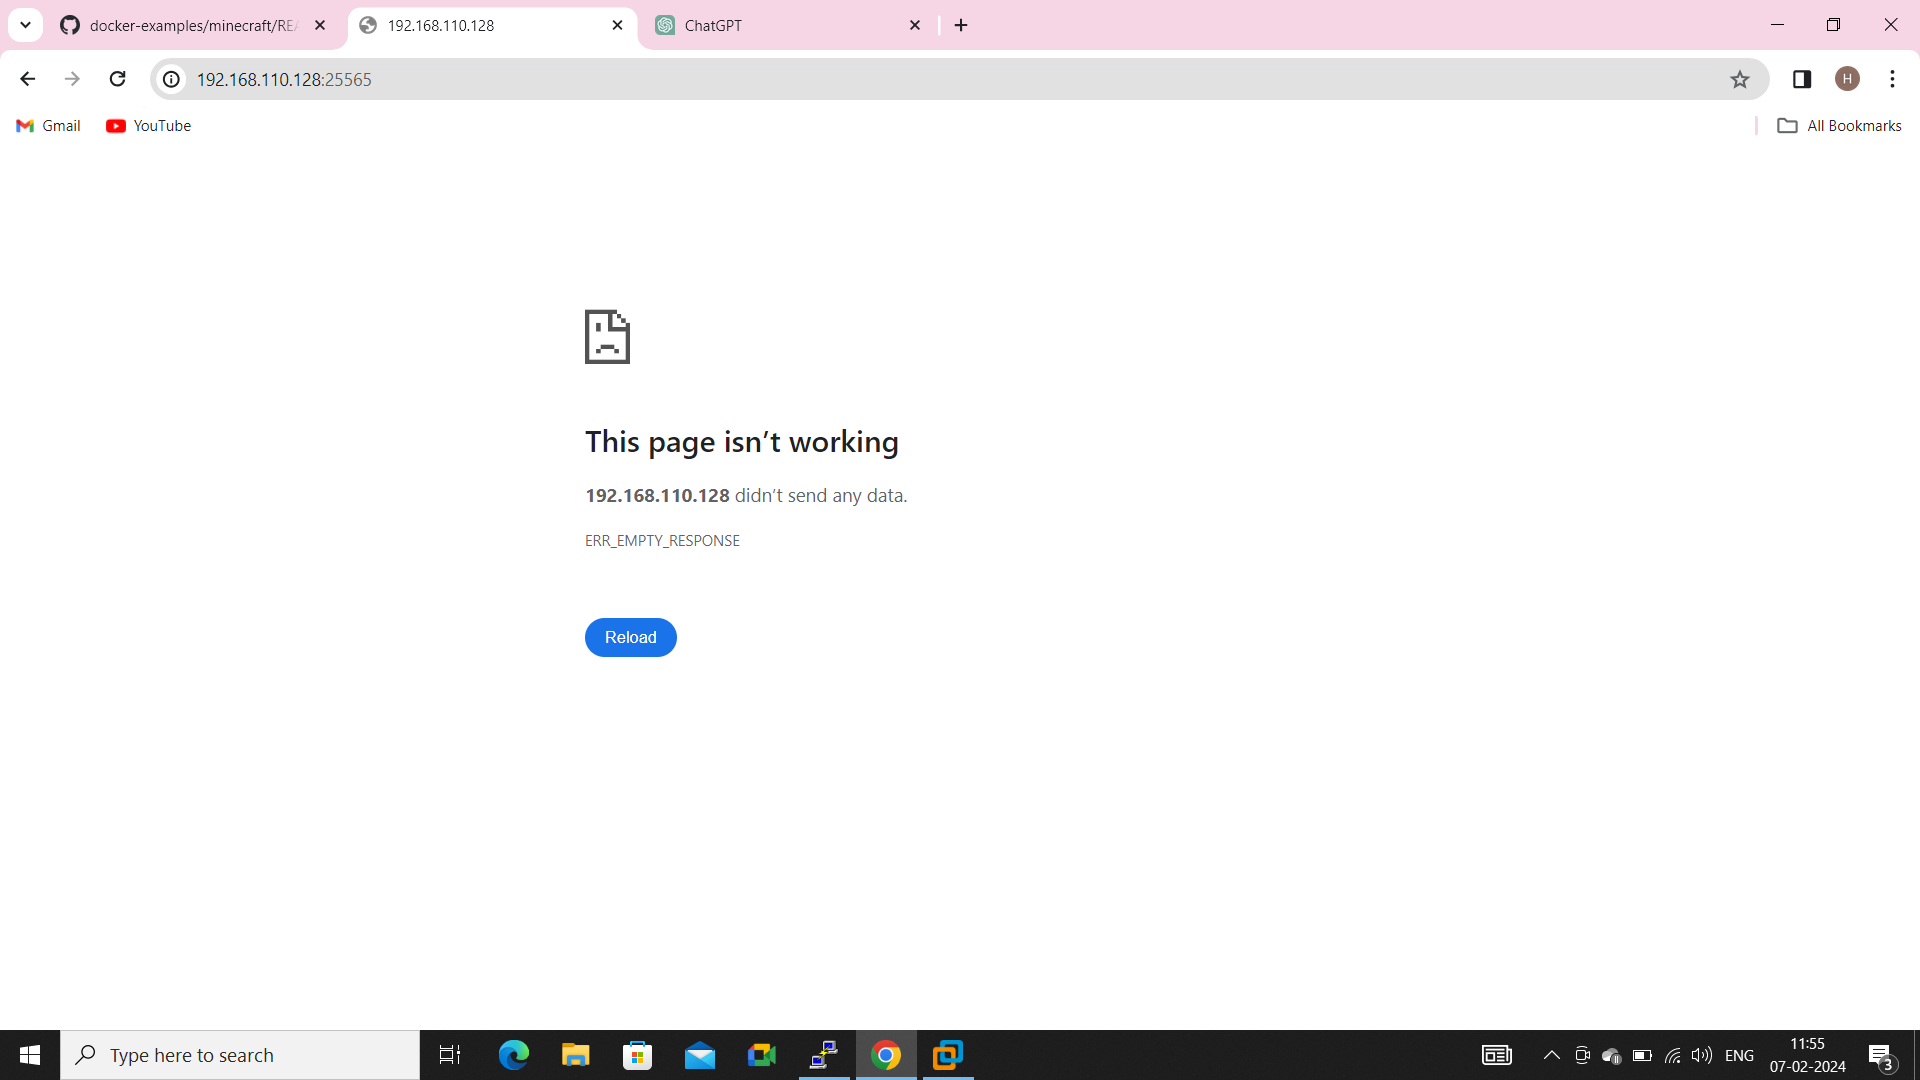 docker-examples/minecraft/REA
192.168.110.128
ChatGPT
192.168.110.128:25565
H
Gmail
YouTube
All Bookmarks
This page isn’t working
192.168.110.128 didn’t send any data.
ERR_EMPTY_RESPONSE
Reload
Type here to search
ENG
11:55
07-02-2024
3